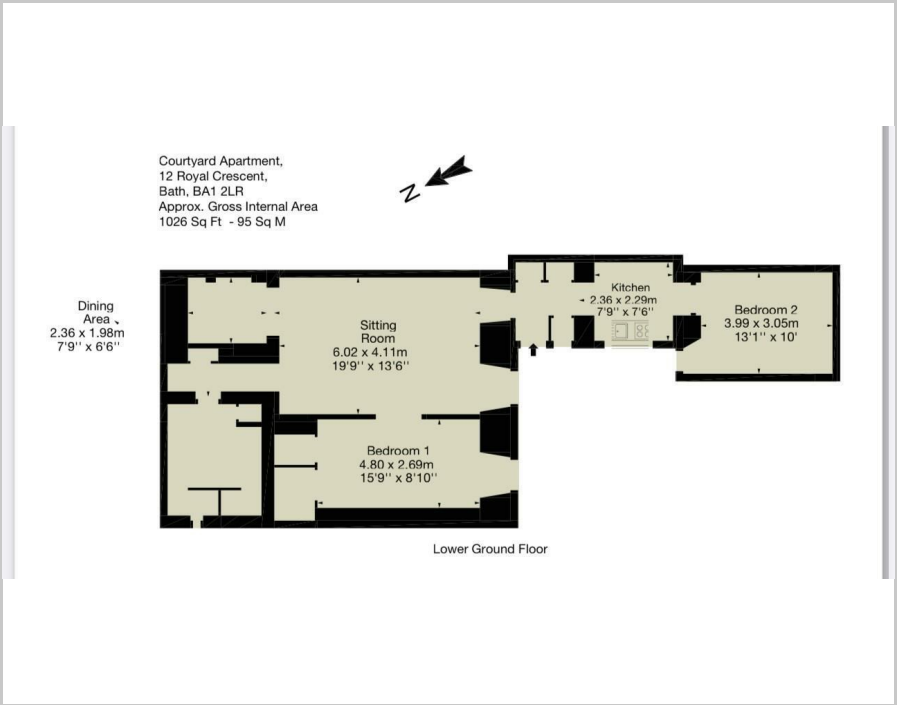 Courtyard Apartment,
12 Royal Crescent,
Bath, BA1 2LR
Approx. Gross Internal Area
1026 Sq Ft - 95 Sq M
N
Dining
Area
2.36 x 1.98m
7'9'' x 6'6''
Sitting
Room
6.02 x 4.11m
19'9'' x 13'6''
Kitchen
2.36 x 2.29m
7'9'' x 7'6''
Bedroom 2
3.99 x 3.05m
13'1'' x 10'
Bedroom 1
4.80 x 2.69m
15'9'' x 8'10''
Lower Ground Floor